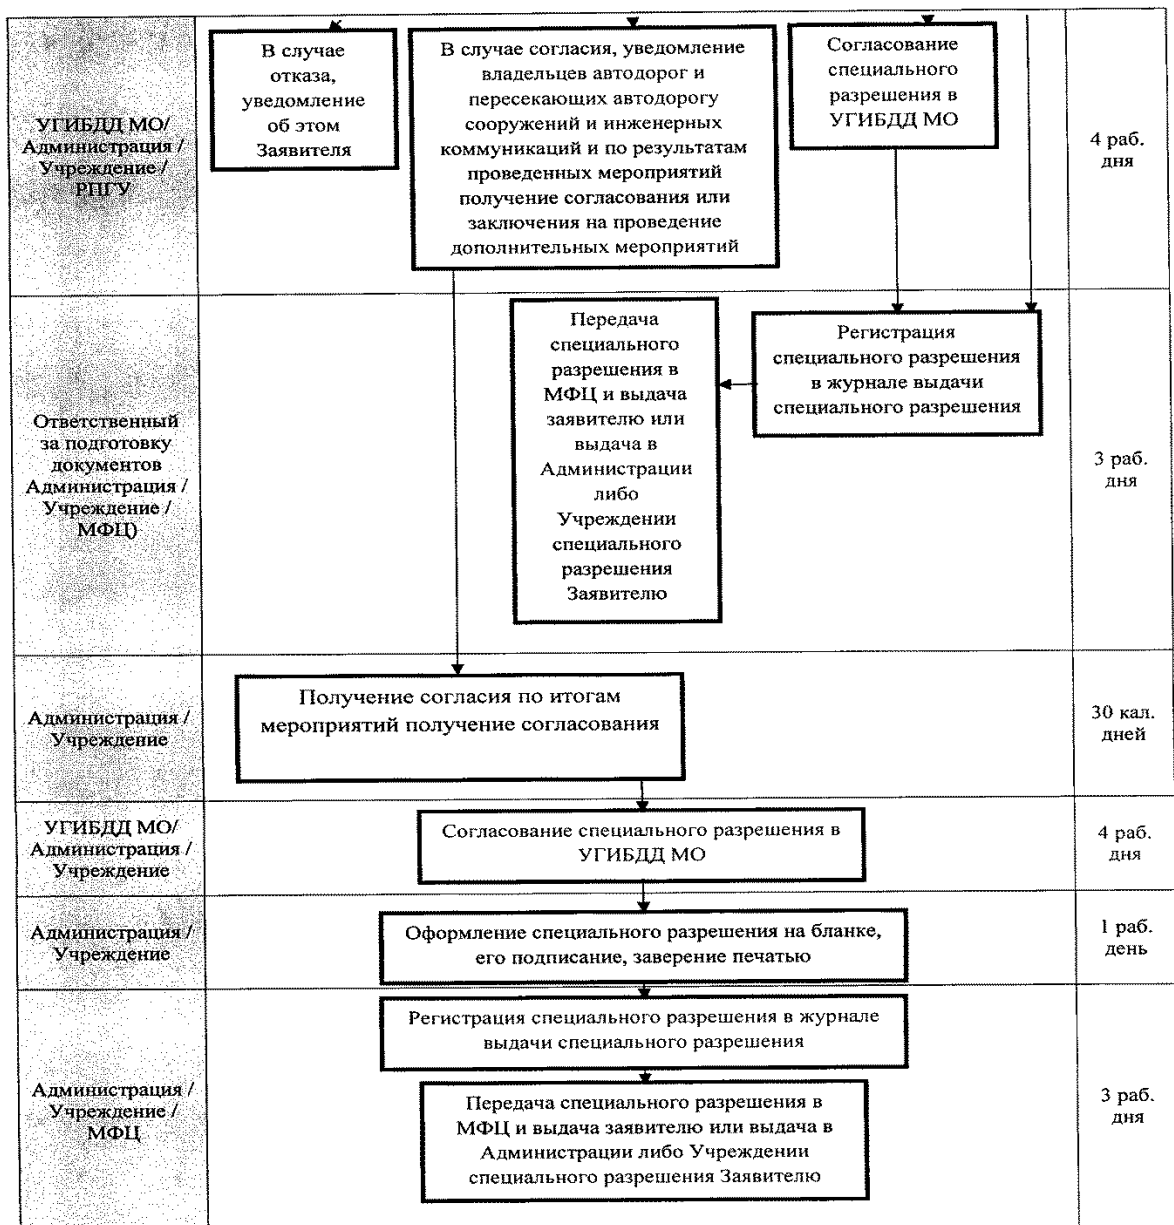 УГИБДД МО/
Администрация /
Учреждение /
РПГУ
В случае
отказа,
уведомление
об этом
Заявителя
В случае согласия, уведомление
владельцев автодорог и
пересекающих автодорогу
сооружений и инженерных
коммуникаций и по результатам
проведенных мероприятий
получение согласования или
заключения на проведение
дополнительных мероприятий
Согласование
специального
разрешения в
УГИБДД МО
4 раб.
дня
Ответственный
за подготовку
документов
Администрация /
Учреждение /
МФЦ)
Передача
специального
разрешения в
МФЦ и выдача
заявителю или
выдача в
Администрации
либо
Учреждении
специального
разрешения
Заявителю
Регистрация
специального разрешения
в журнале выдачи
специального разрешения
3 раб.
дня
Администрация /
Учреждение
Получение согласия по итогам
мероприятий получение согласования
30 кал.
дней
УГИБДД МО/
Администрация /
Учреждение
Согласование специального разрешения в
УГИБДД МО
4 раб.
дня
Администрация /
Учреждение
Оформление специального разрешения на бланке,
его подписание, заверение печатью
1 раб.
день
Администрация /
Учреждение /
МФЦ
Регистрация специального разрешения в журнале
выдачи специального разрешения
Передача специального разрешения в
МФЦ и выдача заявителю или выдача в
Администрации либо Учреждении
специального разрешения Заявителю
3 раб.
дня